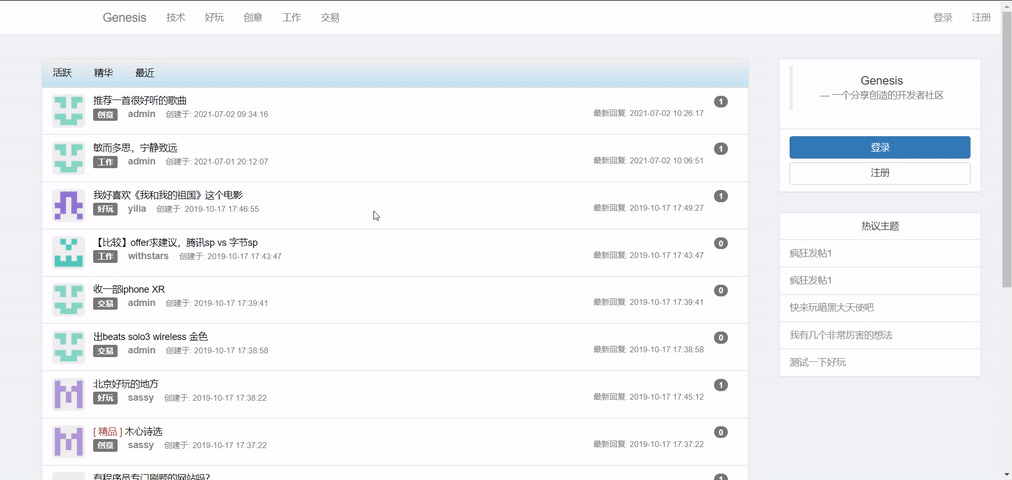 Genesis 技术 好玩 创意 工作 交易 登录 注册
活跃 精华 最近
推荐一首很好听的歌曲 1
创意 admin 创建于: 2021-07-02 09:34:16 最新回复: 2021-07-02 10:26:17
敏而多思，宁静致远 1
工作 admin 创建于: 2021-07-01 20:12:07 最新回复: 2021-07-02 10:06:51
我好喜欢《我和我的祖国》这个电影 1
好玩 yilia 创建于: 2019-10-17 17:46:55 最新回复: 2019-10-17 17:49:27
【比较】offer求建议，腾讯sp vs 字节sp 0
工作 withstars 创建于: 2019-10-17 17:43:47 最新回复: 2019-10-17 17:43:47
收一部iphone XR 0
交易 admin 创建于: 2019-10-17 17:39:41 最新回复: 2019-10-17 17:39:41
出beats solo3 wireless 金色 0
交易 admin 创建于: 2019-10-17 17:38:58 最新回复: 2019-10-17 17:38:58
北京好玩的地方 1
好玩 sassy 创建于: 2019-10-17 17:38:22 最新回复: 2019-10-17 17:45:12
[ 精品 ] 木心诗选 0
创意 sassy 创建于: 2019-10-17 17:37:22 最新回复: 2019-10-17 17:37:22
有程序员专门刷题的网站吗? 1
Genesis
— 一个分享创造的开发者社区
登录
注册
热议主题
疯狂发帖1
疯狂发帖1
快来玩暗黑大天使吧
我有几个非常厉害的想法
测试一下好玩